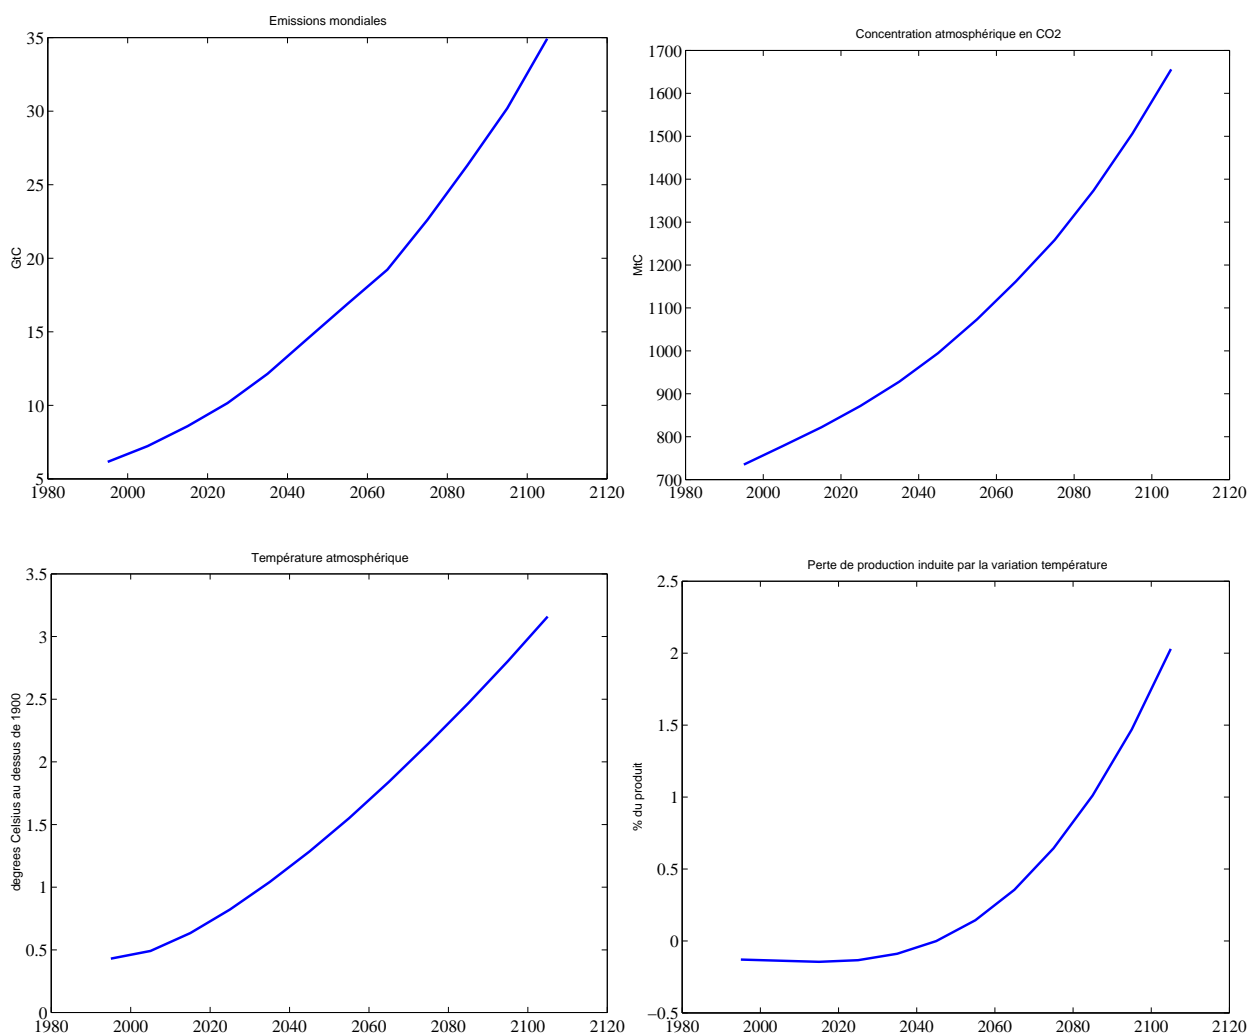 Emissions mondiales
35
30
25
20
15
10
5
GtC
1980 2000 2020 2040 2060 2080 2100 2120
Concentration atmosphérique en CO2
1700
1600
1500
1400
1300
1200
1100
1000
900
800
700
MtC
1980 2000 2020 2040 2060 2080 2100 2120
Température atmosphérique
3.5
3
2.5
2
1.5
1
0.5
0
degrees Celsius au dessus de 1900
1980 2000 2020 2040 2060 2080 2100 2120
Perte de production induite par la variation température
2.5
2
1.5
1
0.5
0
−0.5
% du produit
1980 2000 2020 2040 2060 2080 2100 2120